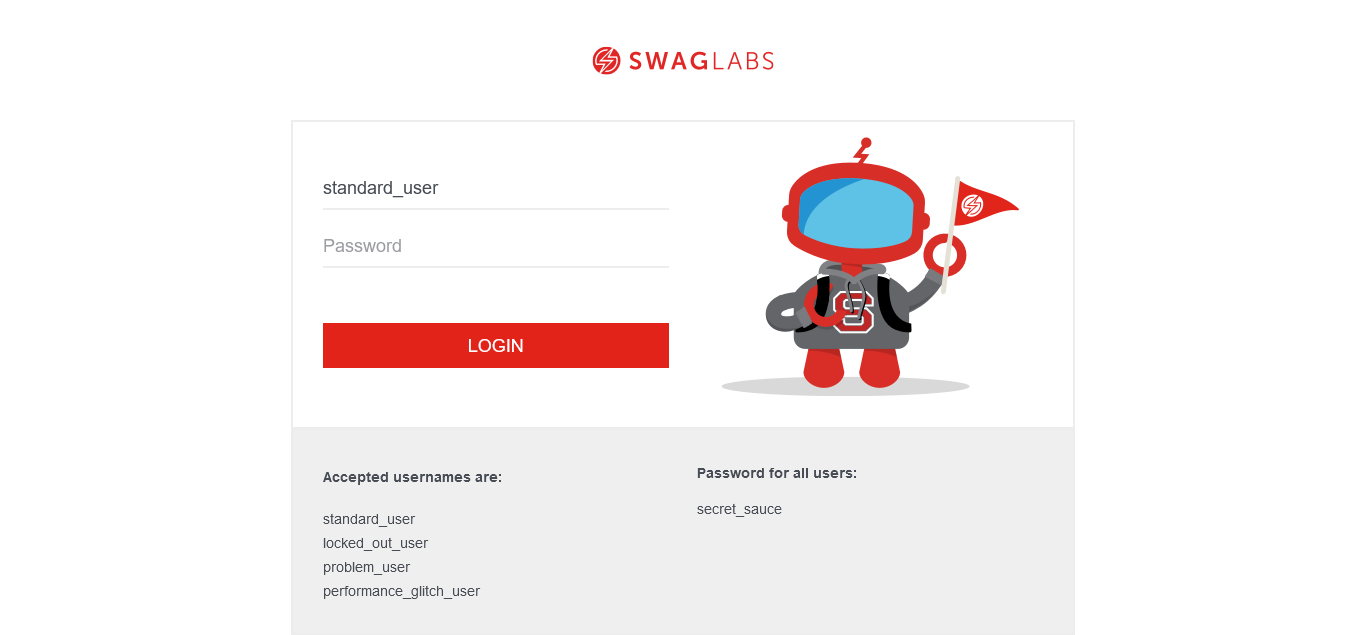 SWAGLABS
standard_user
Password
LOGIN
S
Accepted usernames are:
standard_user
locked_out_user
problem_user
performance_glitch_user
Password for all users:
secret_sauce